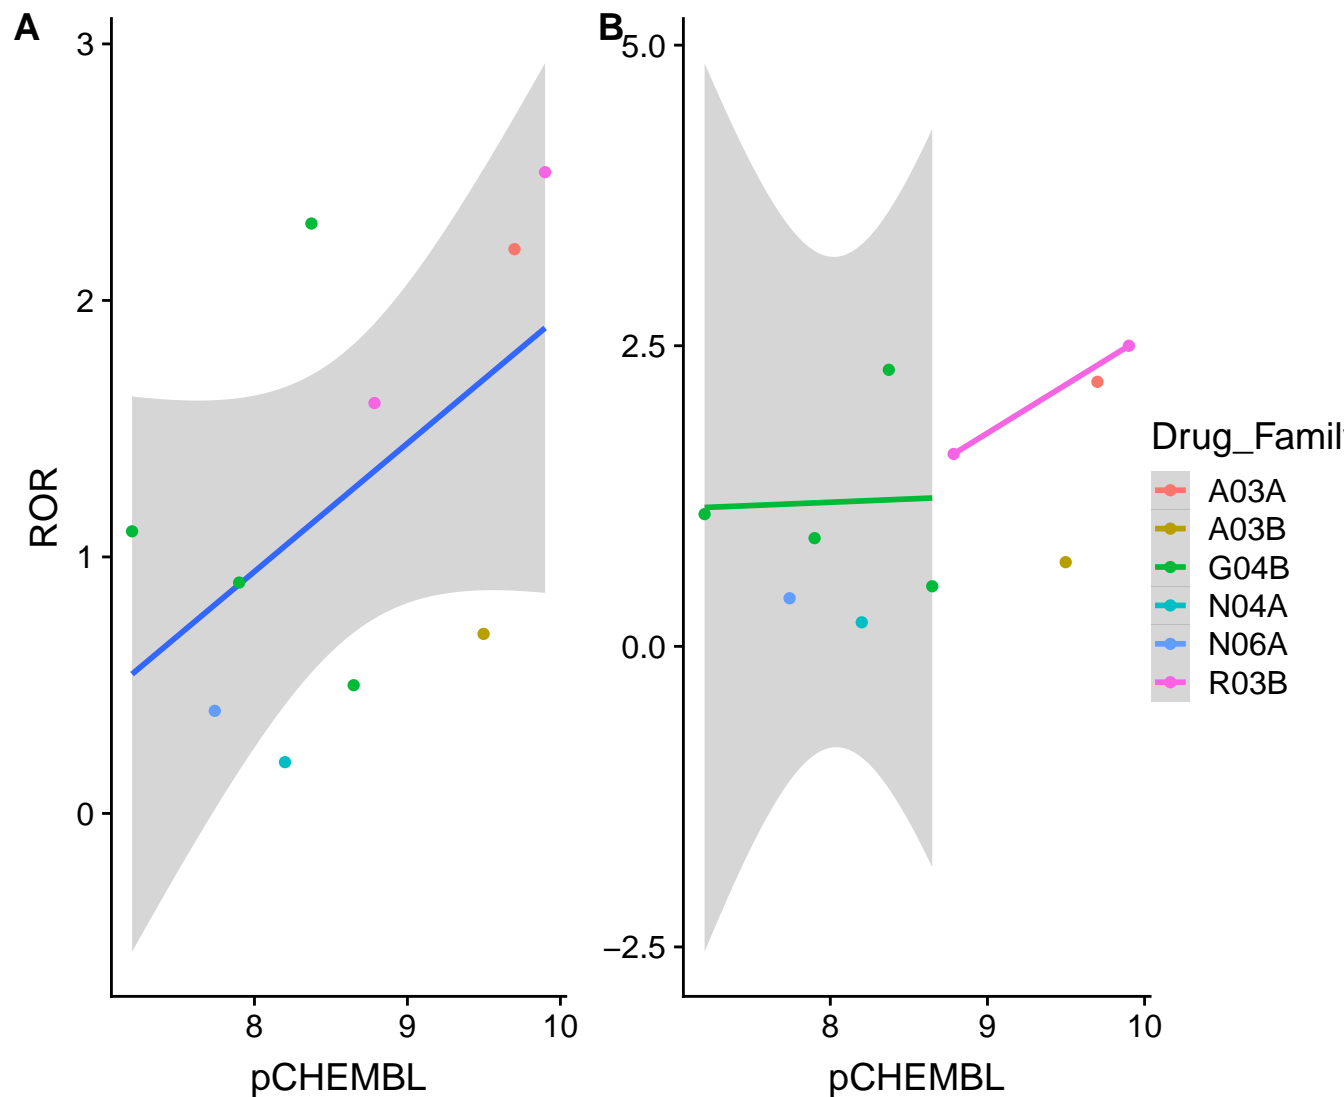 A
3
2
1
0
ROR
8
9
10
pCHEMBL
B
5.0
2.5
0.0
−2.5
8
9
10
pCHEMBL
Drug_Famil
A03A
A03B
G04B
N04A
N06A
R03B